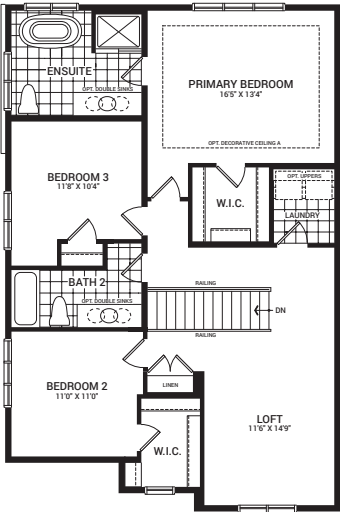 ENSUITE
OPT. DOUBLE SINKS
PRIMARY BEDROOM
16'5" X 13'4"
OPT. DECORATIVE CEILING A
BEDROOM 3
11'8" X 10'4"
W.I.C.
OPT. UPPERS
LAUNDRY
BATH 2
OPT. DOUBLE SINKS
RAILING
DN
RAILING
LINEN
BEDROOM 2
11'0" X 11'0"
LOFT
11'6" X 14'9"
W.I.C.